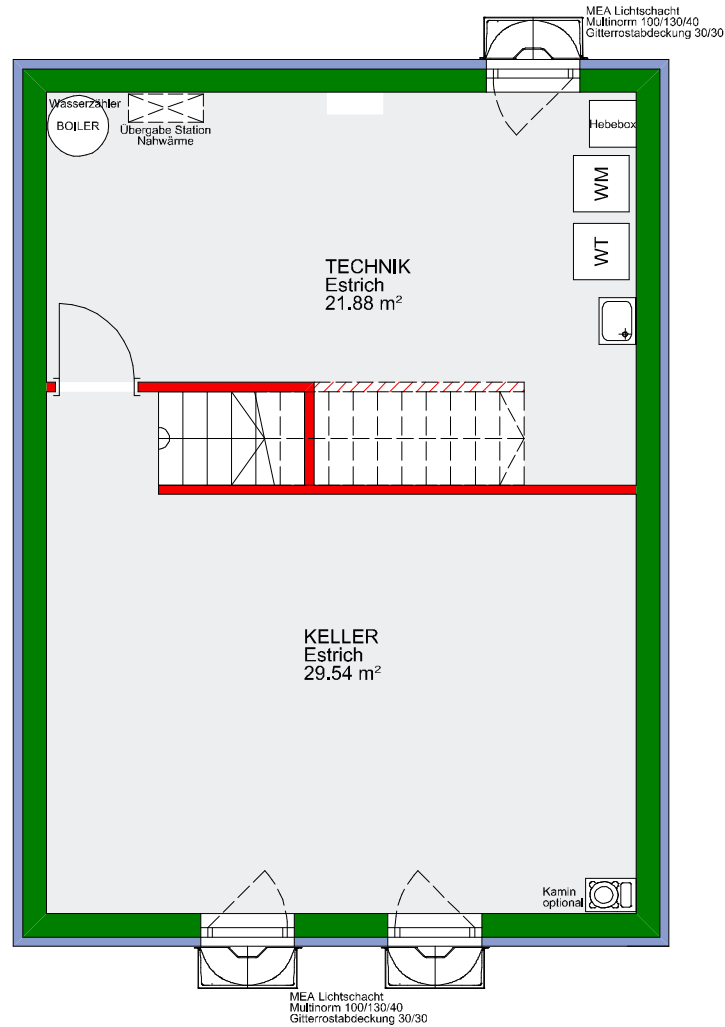 MEA Lichtschacht
Multinorm 100/130/40
Gitterrostabdeckung 30/30
Wasserzähler
BOILER
Übergabe Station
Nahwärme
Hebebox
WM
WT
TECHNIK
Estrich
21.88 m²
KELLER
Estrich
29.54 m²
Kamin
optional
MEA Lichtschacht
Multinorm 100/130/40
Gitterrostabdeckung 30/30